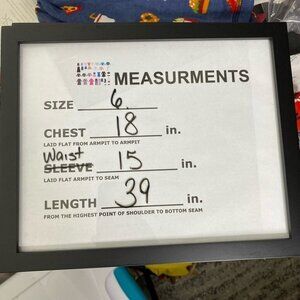 MEASURMENTS
SIZE 6
CHEST 18 in.
LAID FLAT FROM ARMPIT TO ARMPIT
Waist
SLEEVE 15 in.
LAID FLAT ARMPIT TO SEAM
LENGTH 39 in.
FROM THE HIGHEST POINT OF SHOULDER TO BOTTOM SEAM